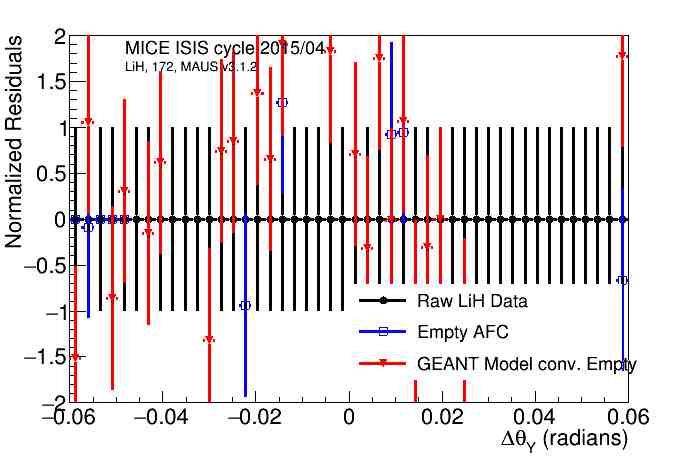 MICE ISIS cycle 2015/04
LiH, 172, MAUS v3.1.2
Normalized Residuals
2
1.5
1
0.5
0
−0.5
−1
−1.5
−2
Raw LiH Data
Empty AFC
GEANT Model conv. Empty
−0.06 −0.04 −0.02 0 0.02 0.04 0.06
Δθ_Y (radians)